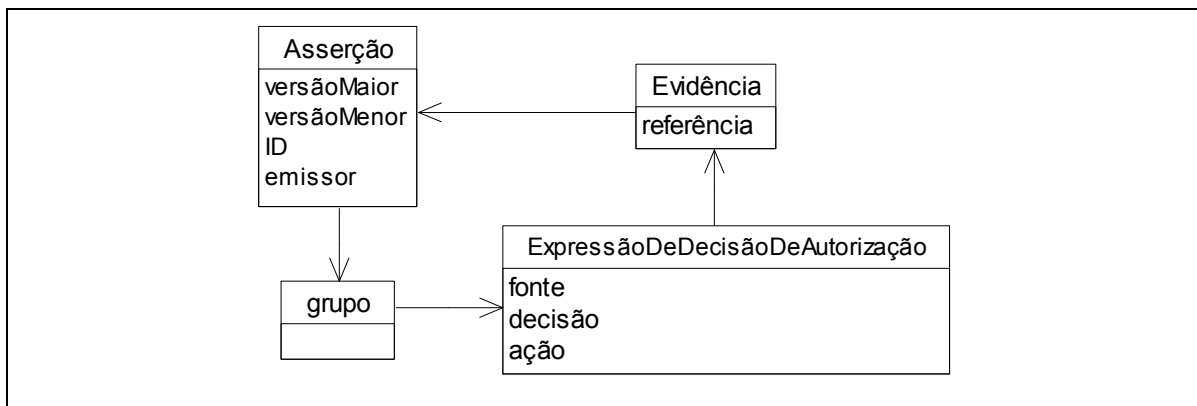 Asserção
versãoMaior
versãoMenor
ID
emissor
Evidência
referência
grupo
ExpressãoDeDecisãoDeAutorização
fonte
decisão
ação